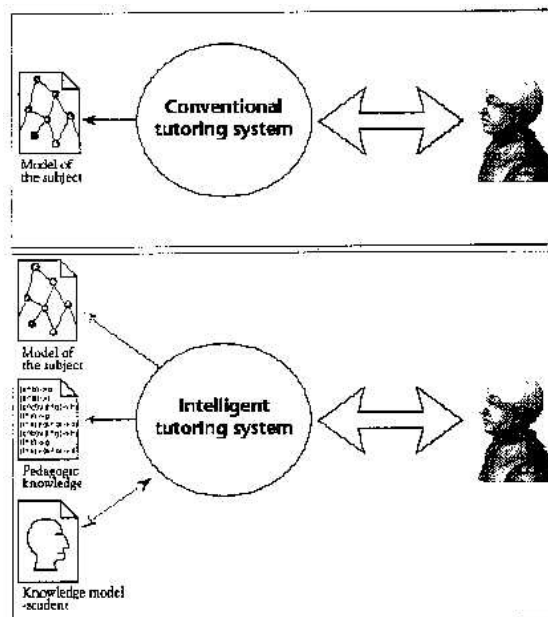 Conventional
tutoring system
Model of
the subject
Model of
the subject
Intelligent
tutoring system
Pedagogic
knowledge
Knowledge model
-student